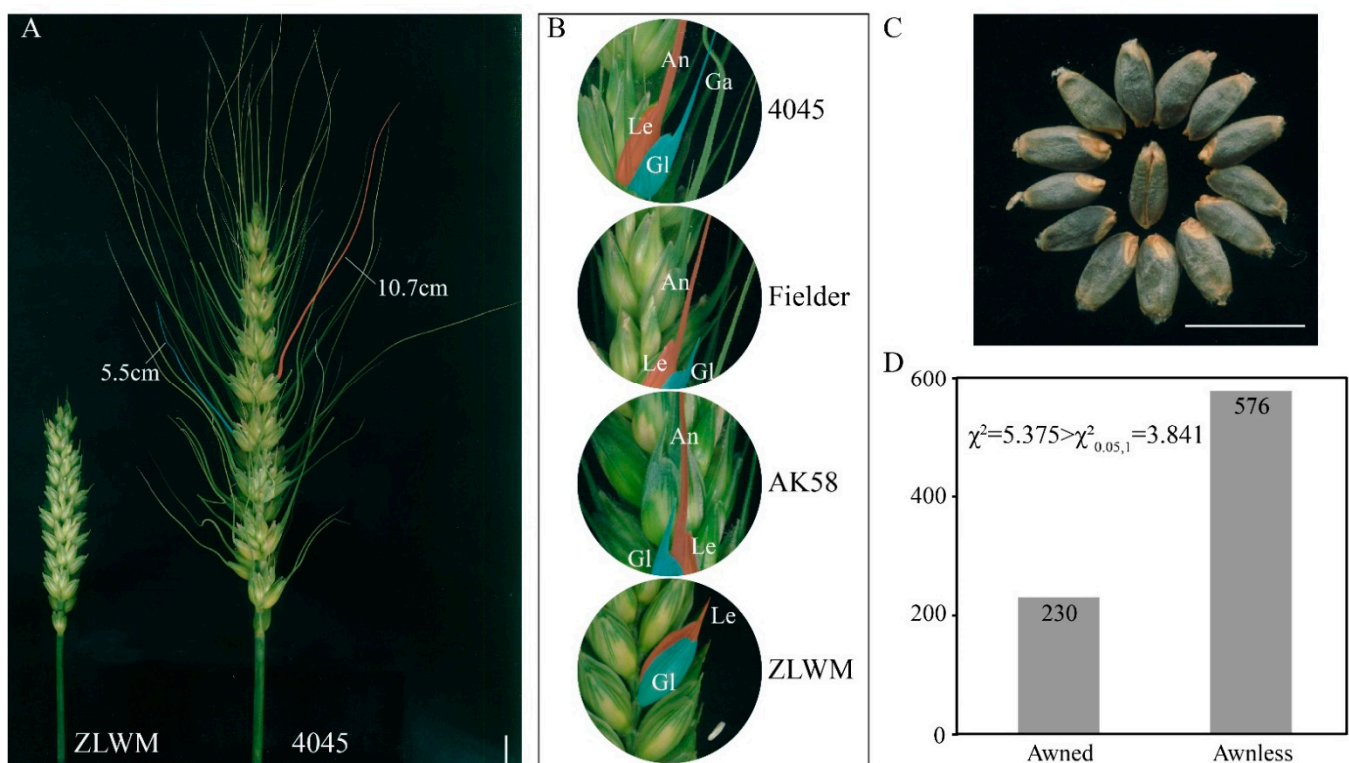 A
10.7cm
5.5cm
ZLWM
4045
B
An
Ga
Le
Gl
4045
An
Le
Gl
Fielder
An
Gl
Le
AK58
Le
Gl
ZLWM
C
D
600
400
200
0
χ²=5.375>χ²₀.₀₅,₁=3.841
230
576
Awned
Awnless